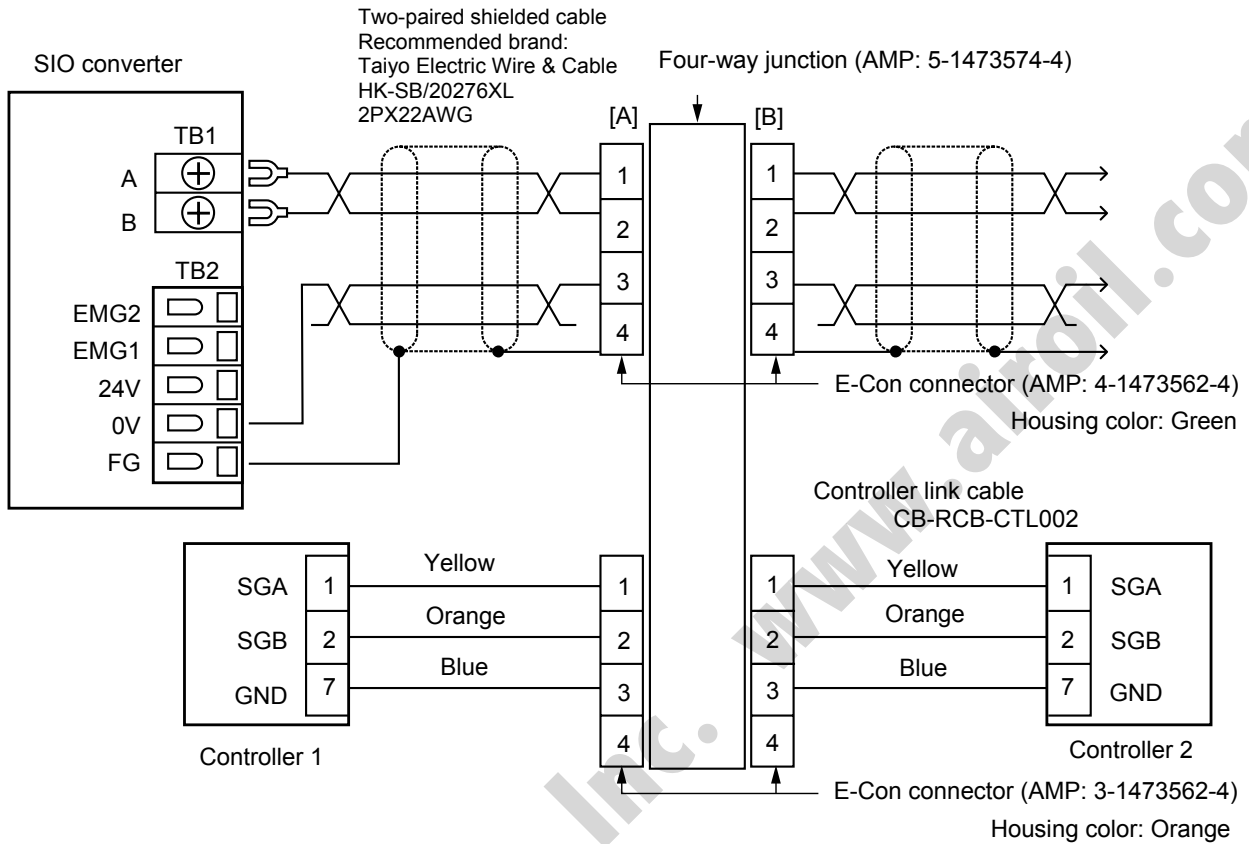 Two-paired shielded cable
Recommended brand:
Taiyo Electric Wire & Cable
HK-SB/20276XL
2PX22AWG
SIO converter
Four-way junction (AMP: 5-1473574-4)
[A]
[B]
TB1
A
B
TB2
EMG2
EMG1
24V
0V
FG
1
2
3
4
1
2
3
4
E-Con connector (AMP: 4-1473562-4)
Housing color: Green
Controller link cable
CB-RCB-CTL002
SGA 1 Yellow 1
SGB 2 Orange 2
GND 7 Blue 3
4
Controller 1
1 Yellow 1 SGA
2 Orange 2 SGB
3 Blue 7 GND
4
Controller 2
E-Con connector (AMP: 3-1473562-4)
Housing color: Orange
Inc. www.airoil.com